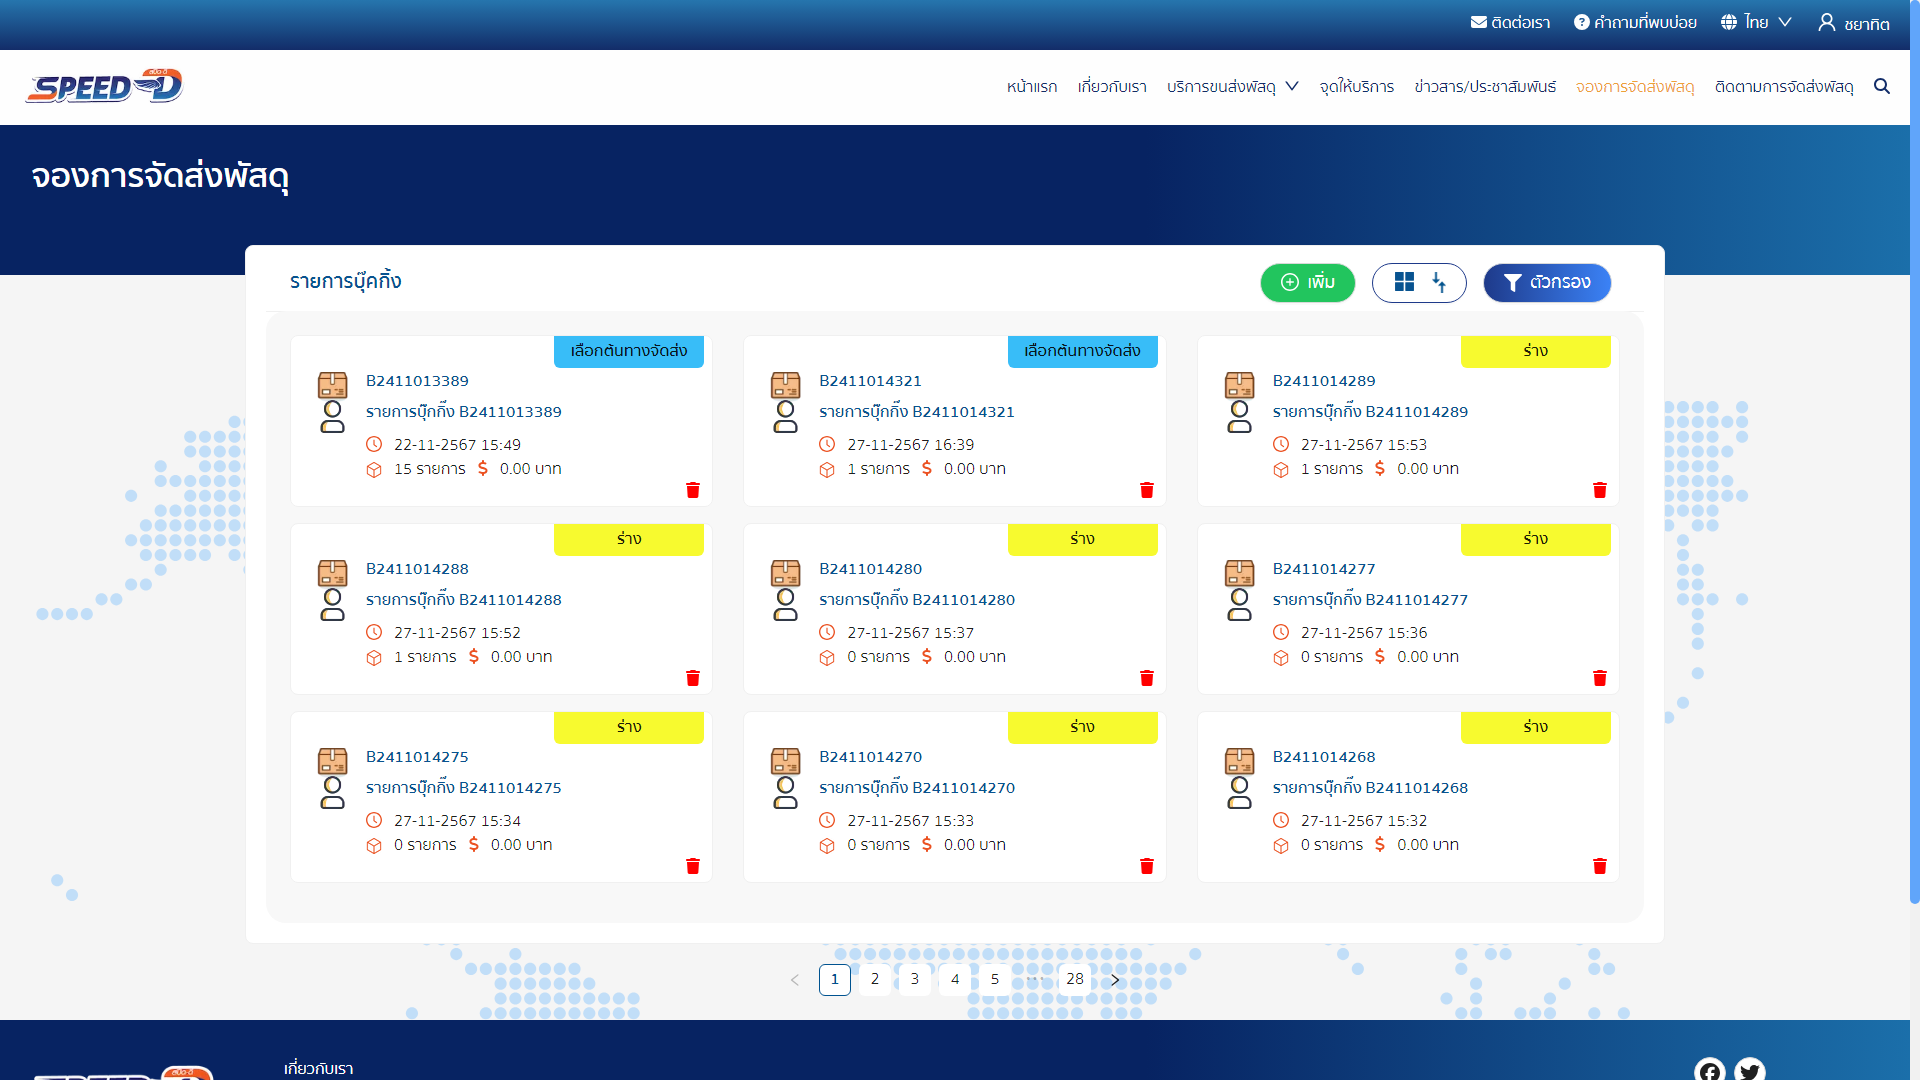 ติดต่อเรา คำถามที่พบบ่อย ไทย ชยาทิต
SPEED-D
หน้าแรก เกี่ยวกับเรา บริการขนส่งพัสดุ จุดให้บริการ ข่าวสาร/ประชาสัมพันธ์ จองการจัดส่งพัสดุ ติดตามการจัดส่งพัสดุ
จองการจัดส่งพัสดุ
รายการบุ๊คกิ้ง เพิ่ม ตัวกรอง
เลือกต้นทางจัดส่ง
B2411013389
รายการบุ๊กกิ้ง B2411013389
22-11-2567 15:49
15 รายการ $ 0.00 บาท
เลือกต้นทางจัดส่ง
B2411014321
รายการบุ๊กกิ้ง B2411014321
27-11-2567 16:39
1 รายการ $ 0.00 บาท
ร่าง
B2411014289
รายการบุ๊กกิ้ง B2411014289
27-11-2567 15:53
1 รายการ $ 0.00 บาท
ร่าง
B2411014288
รายการบุ๊กกิ้ง B2411014288
27-11-2567 15:52
1 รายการ $ 0.00 บาท
ร่าง
B2411014280
รายการบุ๊กกิ้ง B2411014280
27-11-2567 15:37
0 รายการ $ 0.00 บาท
ร่าง
B2411014277
รายการบุ๊กกิ้ง B2411014277
27-11-2567 15:36
0 รายการ $ 0.00 บาท
ร่าง
B2411014275
รายการบุ๊กกิ้ง B2411014275
27-11-2567 15:34
0 รายการ $ 0.00 บาท
ร่าง
B2411014270
รายการบุ๊กกิ้ง B2411014270
27-11-2567 15:33
0 รายการ $ 0.00 บาท
ร่าง
B2411014268
รายการบุ๊กกิ้ง B2411014268
27-11-2567 15:32
0 รายการ $ 0.00 บาท
< 1 2 3 4 5 ••• 28 >
เกี่ยวกับเรา